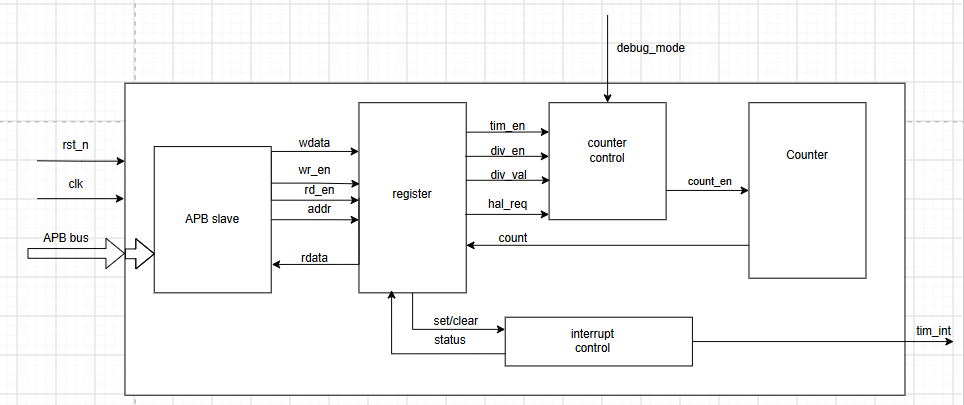 debug_mode
rst_n
clk
APB bus
APB slave
wdata
wr_en
rd_en
addr
rdata
register
tim_en
div_en
div_val
hal_req
counter
control
count_en
Counter
count
set/clear
status
interrupt
control
tim_int